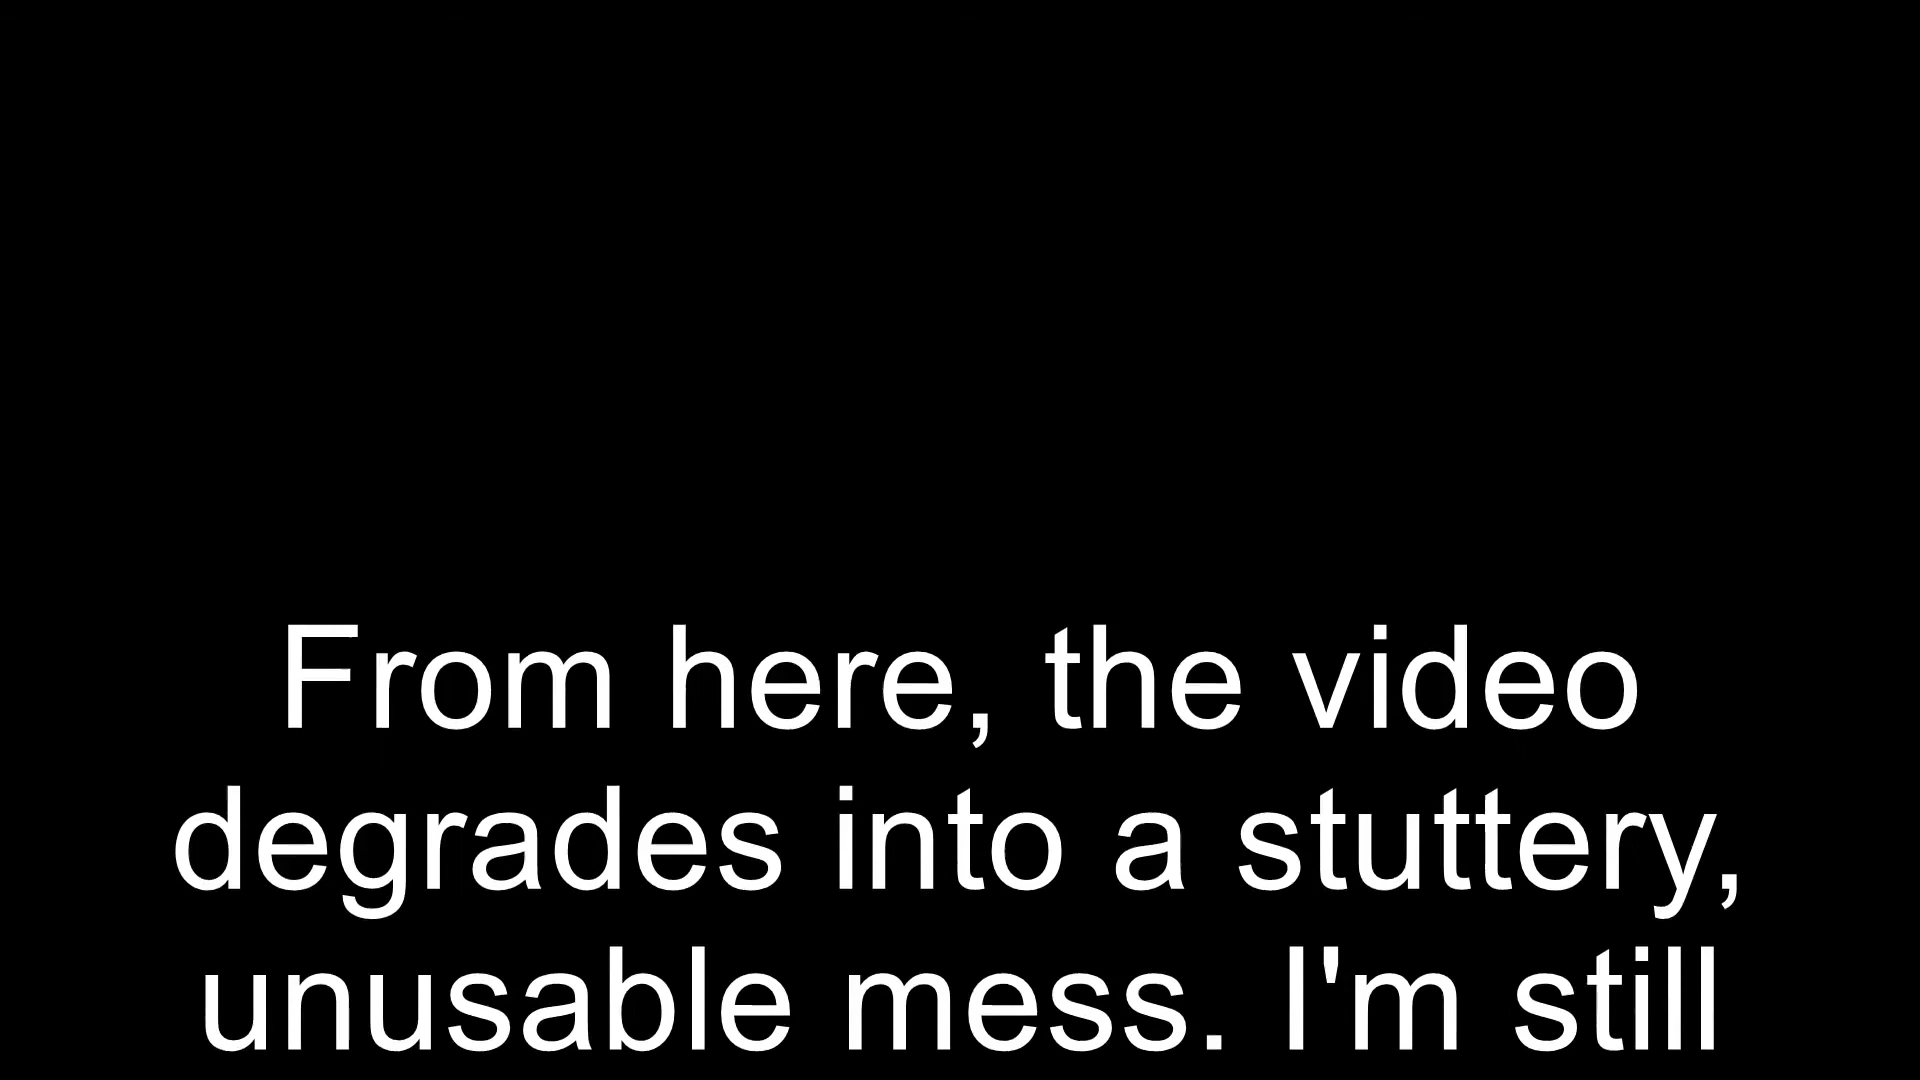 From here, the video
degrades into a stuttery,
unusable mess. I'm still